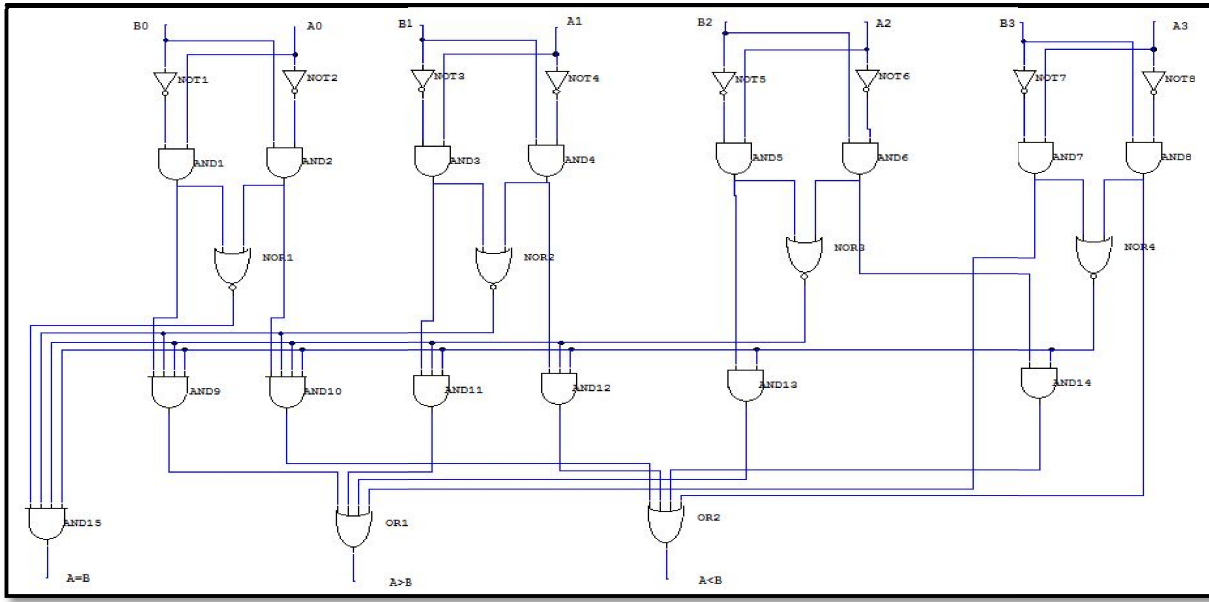 B0 A0 B1 A1 B2 A2 B3 A3
NOT1 NOT2 NOT3 NOT4 NOT5 NOT6 NOT7 NOT8
AND1 AND2 AND3 AND4 AND5 AND6 AND7 AND8
NOR1 NOR2 NOR3 NOR4
AND9 AND10 AND11 AND12 AND13 AND14
AND15 OR1 OR2
A=B A>B A<B